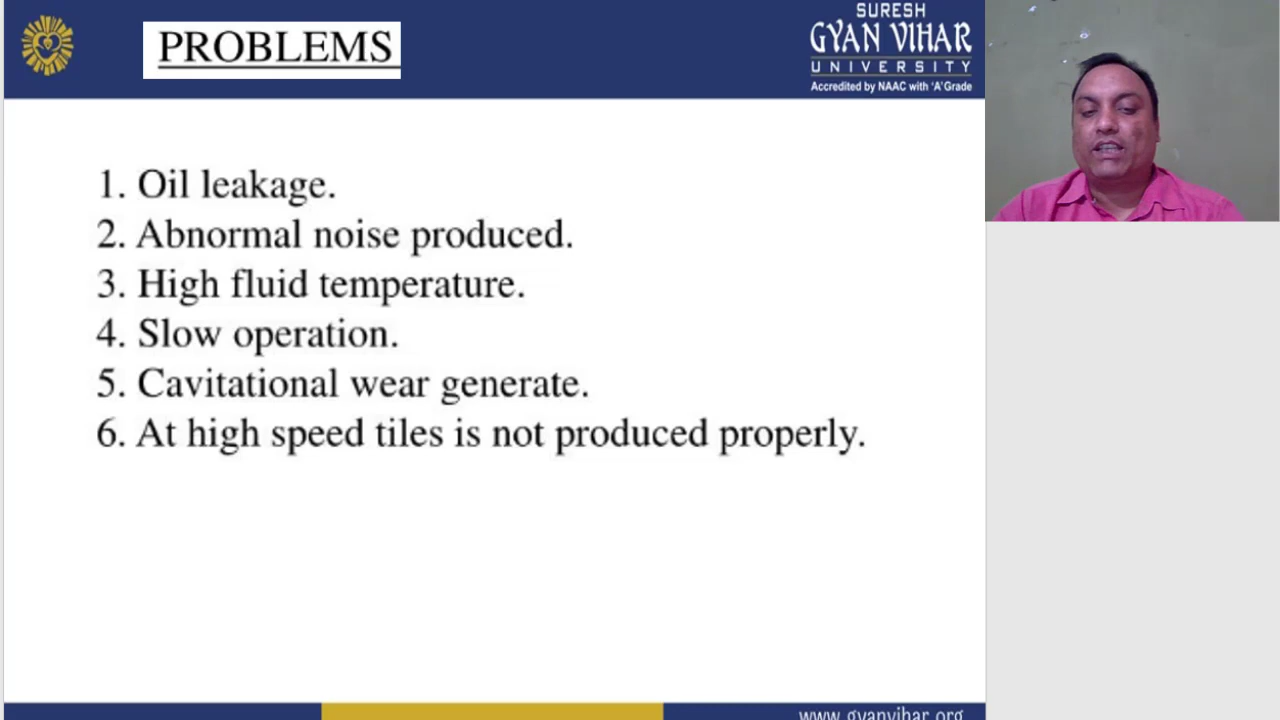 PROBLEMS
SURESH
GYAN VIHAR
UNIVERSITY
Accredited by NAAC with 'A' Grade
1. Oil leakage.
2. Abnormal noise produced.
3. High fluid temperature.
4. Slow operation.
5. Cavitational wear generate.
6. At high speed tiles is not produced properly.
www.gyanvihar.org